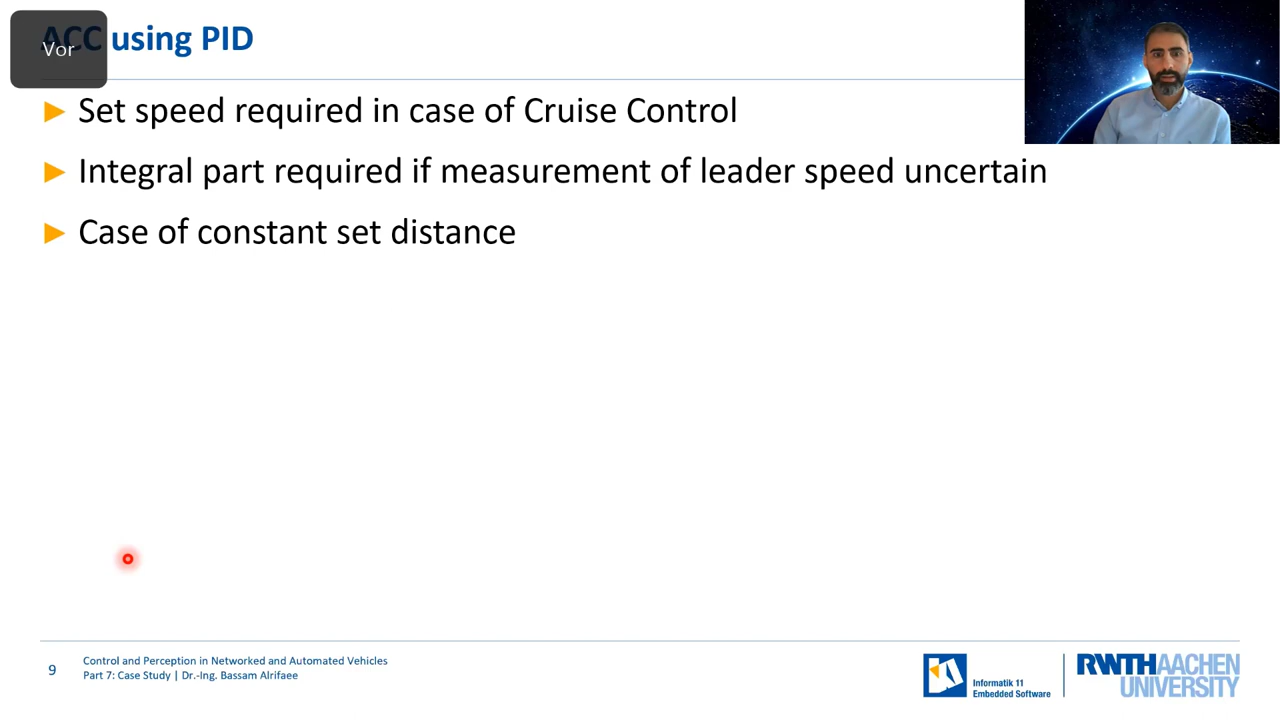 ACC using PID
Vor
Set speed required in case of Cruise Control
Integral part required if measurement of leader speed uncertain
Case of constant set distance
9
Control and Perception in Networked and Automated Vehicles
Part 7: Case Study | Dr.-Ing. Bassam Alrifaee
Informatik 11
Embedded Software
RWTHAACHEN
UNIVERSITY